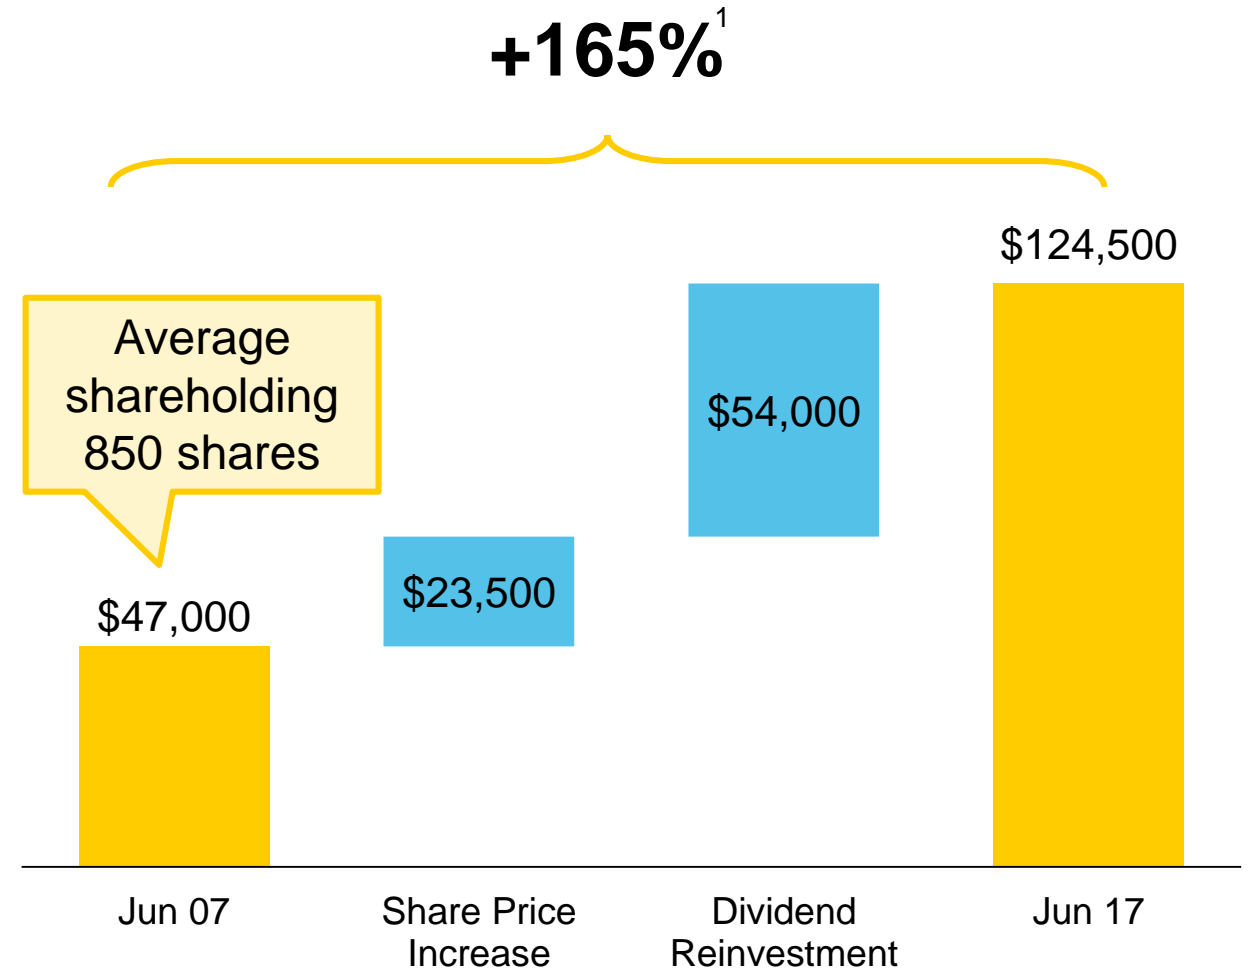 +165%¹
$124,500
Average
shareholding
850 shares
$54,000
$23,500
$47,000
Jun 07
Share Price
Increase
Dividend
Reinvestment
Jun 17